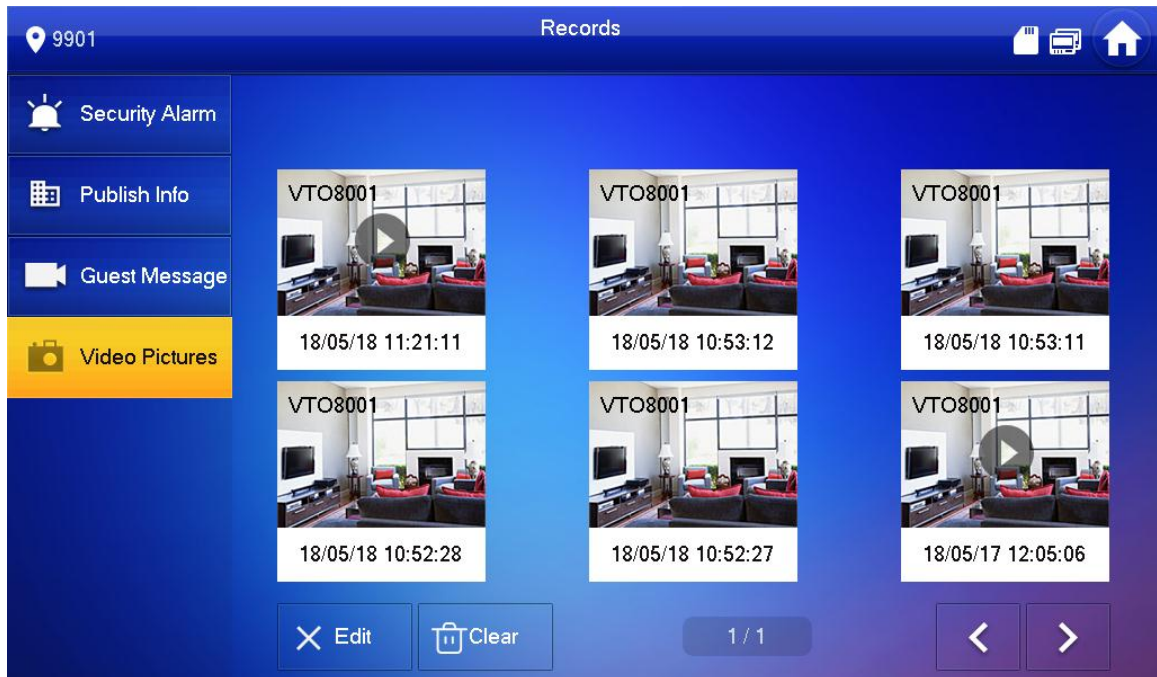 9901
Records
Security Alarm
Publish Info
Guest Message
Video Pictures
VTO8001
VTO8001
VTO8001
18/05/18 11:21:11
18/05/18 10:53:12
18/05/18 10:53:11
VTO8001
VTO8001
VTO8001
18/05/18 10:52:28
18/05/18 10:52:27
18/05/17 12:05:06
Edit
Clear
1 / 1